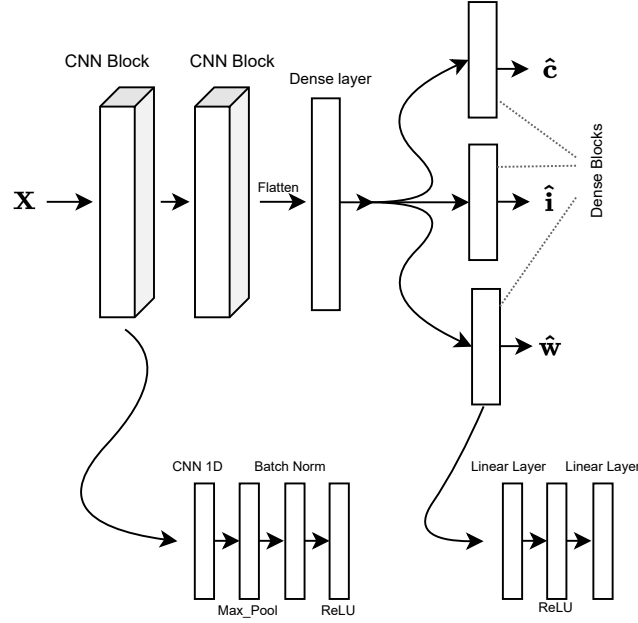 CNN Block
CNN Block
Dense layer
ĉ
Dense Blocks
X
Flatten
î
ŵ
CNN 1D
Batch Norm
Linear Layer
Linear Layer
Max_Pool
ReLU
ReLU